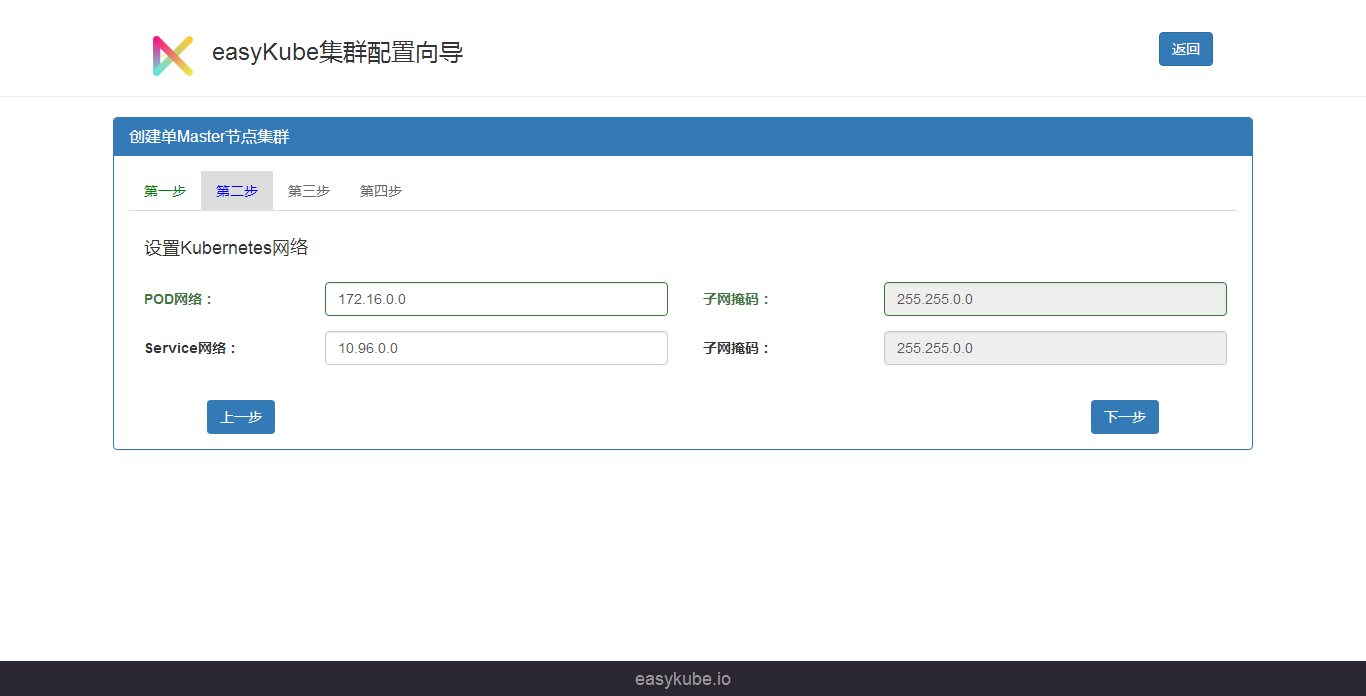 easyKube集群配置向导
返回
创建单Master节点集群
第一步 第二步 第三步 第四步
设置Kubernetes网络
POD网络： 172.16.0.0 子网掩码： 255.255.0.0
Service网络： 10.96.0.0 子网掩码： 255.255.0.0
上一步 下一步
easykube.io